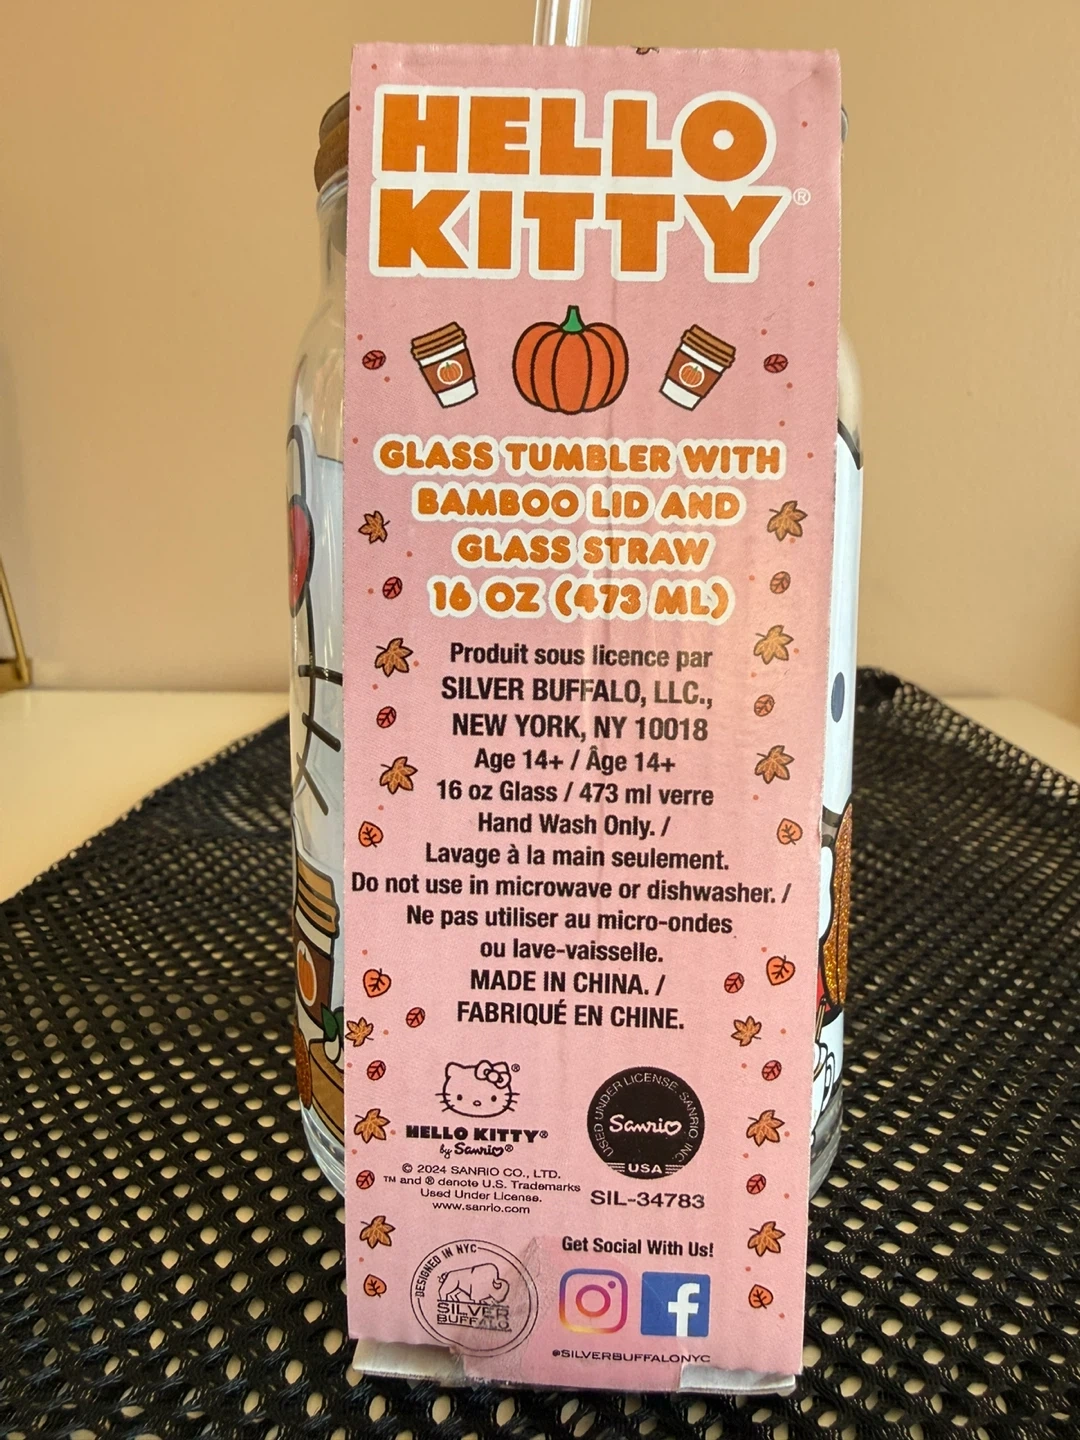 HELLO
KITTY®
GLASS TUMBLER WITH
BAMBOO LID AND
GLASS STRAW
16 OZ (473 ML)
Produit sous licence par
SILVER BUFFALO, LLC.,
NEW YORK, NY 10018
Age 14+ / Âge 14+
16 oz Glass / 473 ml verre
Hand Wash Only. /
Lavage à la main seulement.
Do not use in microwave or dishwasher. /
Ne pas utiliser au micro-ondes
ou lave-vaisselle.
MADE IN CHINA. /
FABRIQUÉ EN CHINE.
®
HELLO KITTY®
by Sanrio®
© 2024 SANRIO CO., LTD.
TM and ® denote U.S. Trademarks
Used Under License.
www.sanrio.com
USED UNDER LICENSE, SANRIO INC.
Sanrio
USA
SIL-34783
DESIGNED IN NYC
SILVER
BUFFALO
Get Social With Us!
f
@SILVERBUFFALONYC